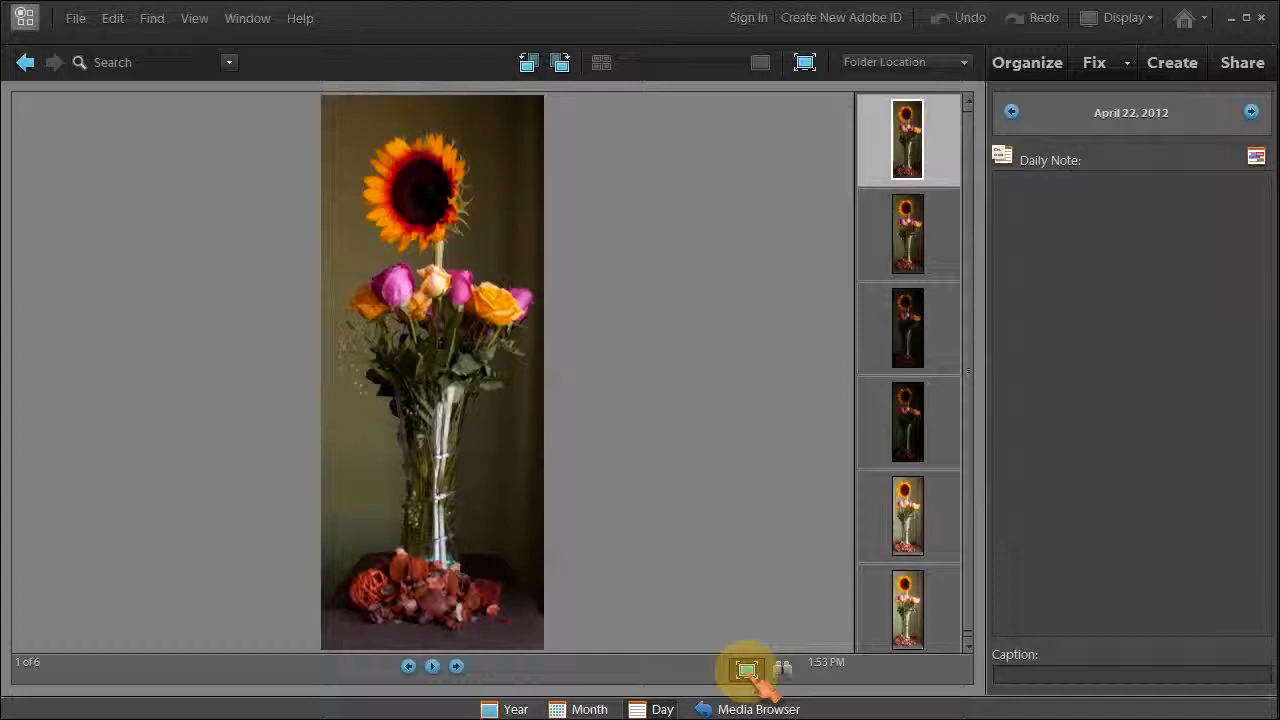 File Edit Find View Window Help Sign In Create New Adobe ID Undo Redo Display
Search Folder Location Organize Fix Create Share
April 22, 2012
Daily Note:
1 of 6 1:53 PM Caption:
Year Month Day Media Browser